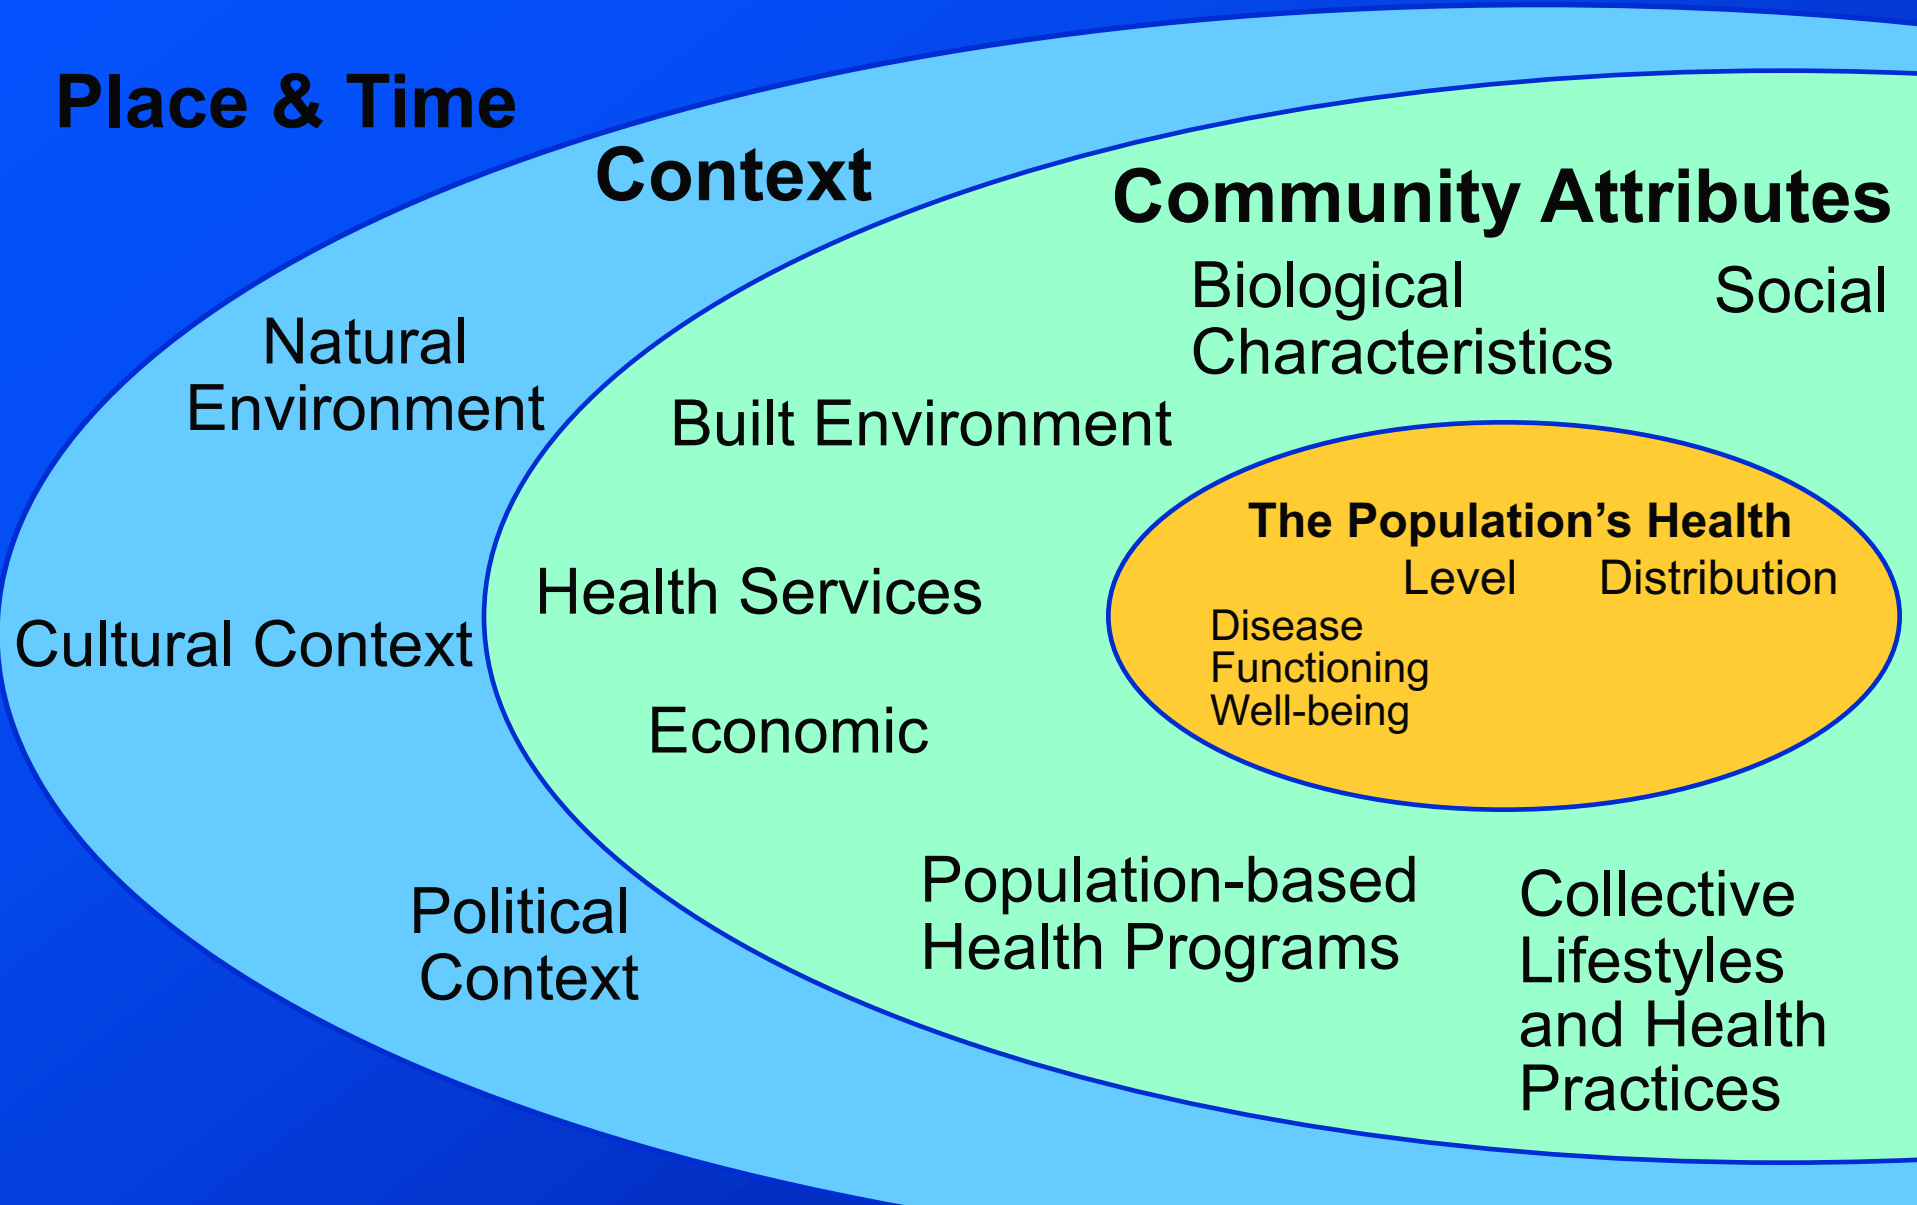 Place & Time
Context
Community Attributes
Biological
Characteristics
Social
Natural
Environment
Built Environment
The Population’s Health
Level Distribution
Disease
Functioning
Well-being
Health Services
Cultural Context
Economic
Political
Context
Population-based
Health Programs
Collective
Lifestyles
and Health
Practices